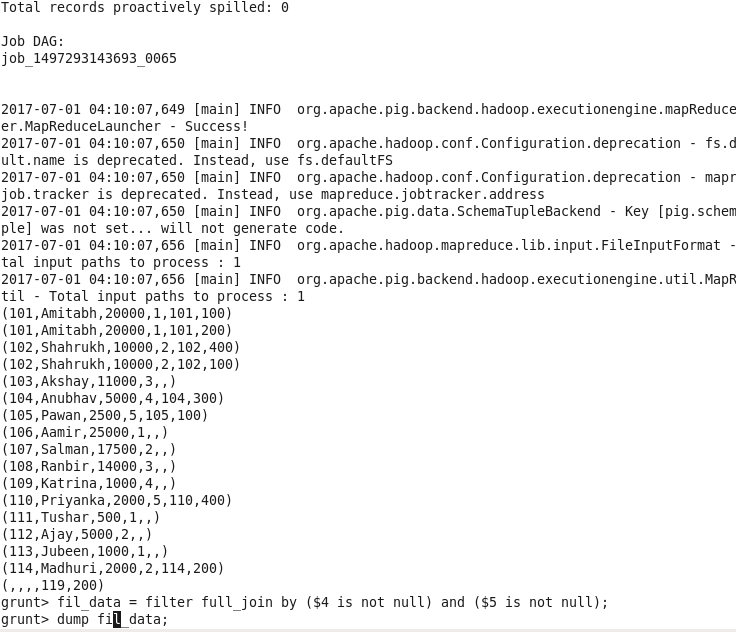 Total records proactively spilled: 0
Job DAG:
job_1497293143693_0065
2017-07-01 04:10:07,649 [main] INFO  org.apache.pig.backend.hadoop.executionengine.mapReduce
er.MapReduceLauncher - Success!
2017-07-01 04:10:07,650 [main] INFO  org.apache.hadoop.conf.Configuration.deprecation - fs.d
ult.name is deprecated. Instead, use fs.defaultFS
2017-07-01 04:10:07,650 [main] INFO  org.apache.hadoop.conf.Configuration.deprecation - mapr
job.tracker is deprecated. Instead, use mapreduce.jobtracker.address
2017-07-01 04:10:07,650 [main] INFO  org.apache.pig.data.SchemaTupleBackend - Key [pig.schem
ple] was not set... will not generate code.
2017-07-01 04:10:07,656 [main] INFO  org.apache.hadoop.mapreduce.lib.input.FileInputFormat -
tal input paths to process : 1
2017-07-01 04:10:07,656 [main] INFO  org.apache.pig.backend.hadoop.executionengine.util.MapR
til - Total input paths to process : 1
(101,Amitabh,20000,1,101,100)
(101,Amitabh,20000,1,101,200)
(102,Shahrukh,10000,2,102,400)
(102,Shahrukh,10000,2,102,100)
(103,Akshay,11000,3,,)
(104,Anubhav,5000,4,104,300)
(105,Pawan,2500,5,105,100)
(106,Aamir,25000,1,,)
(107,Salman,17500,2,,)
(108,Ranbir,14000,3,,)
(109,Katrina,1000,4,,)
(110,Priyanka,2000,5,110,400)
(111,Tushar,500,1,,)
(112,Ajay,5000,2,,)
(113,Jubeen,1000,1,,)
(114,Madhuri,2000,2,114,200)
(,,,,119,200)
grunt> fil_data = filter full_join by ($4 is not null) and ($5 is not null);
grunt> dump fil_data;